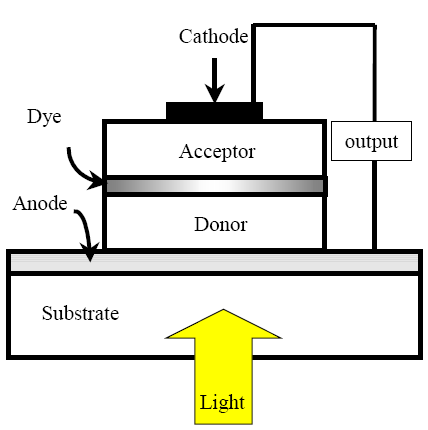 Cathode
Dye
Acceptor
output
Anode
Donor
Substrate
Light